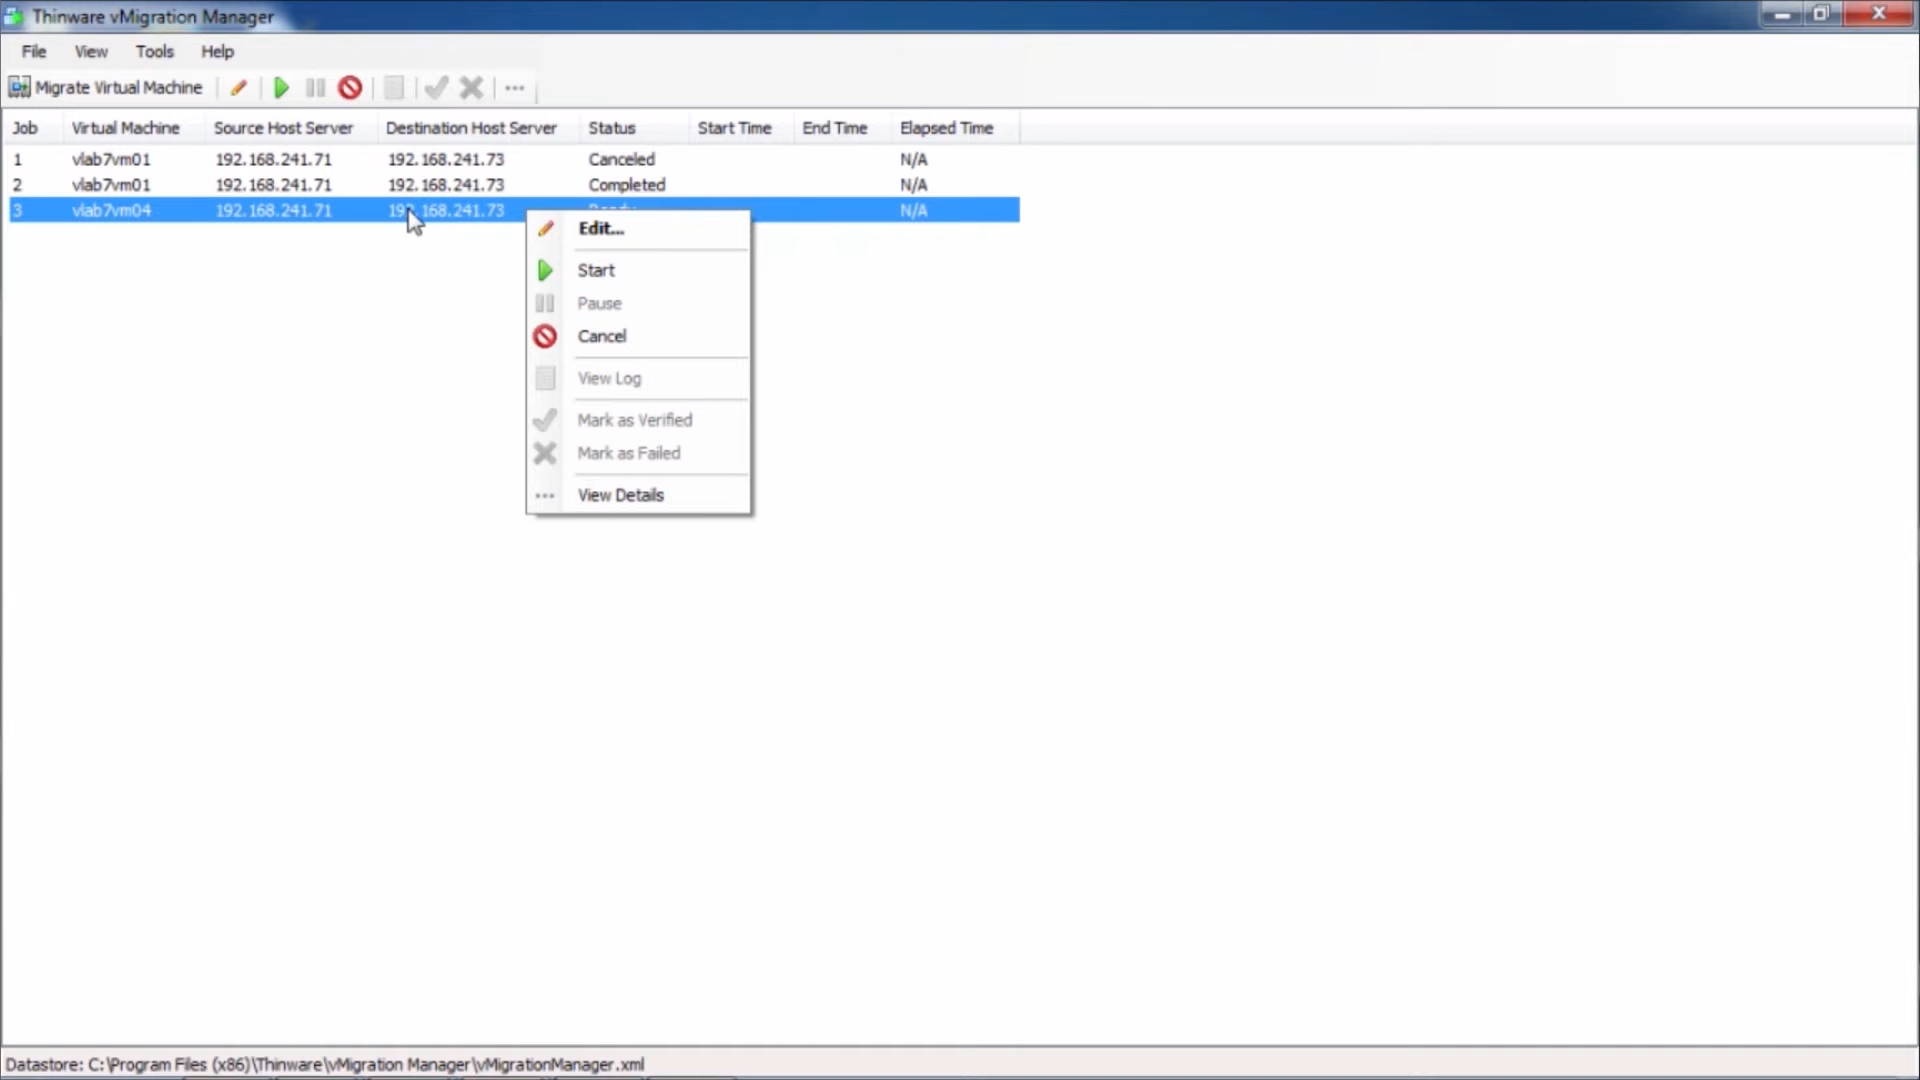 Thinware vMigration Manager
File View Tools Help
Migrate Virtual Machine
Job Virtual Machine Source Host Server Destination Host Server Status Start Time End Time Elapsed Time
1 vlab7vm01 192.168.241.71 192.168.241.73 Canceled N/A
2 vlab7vm01 192.168.241.71 192.168.241.73 Completed N/A
3 vlab7vm04 192.168.241.71 192.168.241.73 N/A
Edit...
Start
Pause
Cancel
View Log
Mark as Verified
Mark as Failed
View Details
Datastore: C:\Program Files (x86)\Thinware\vMigration Manager\vMigrationManager.xml